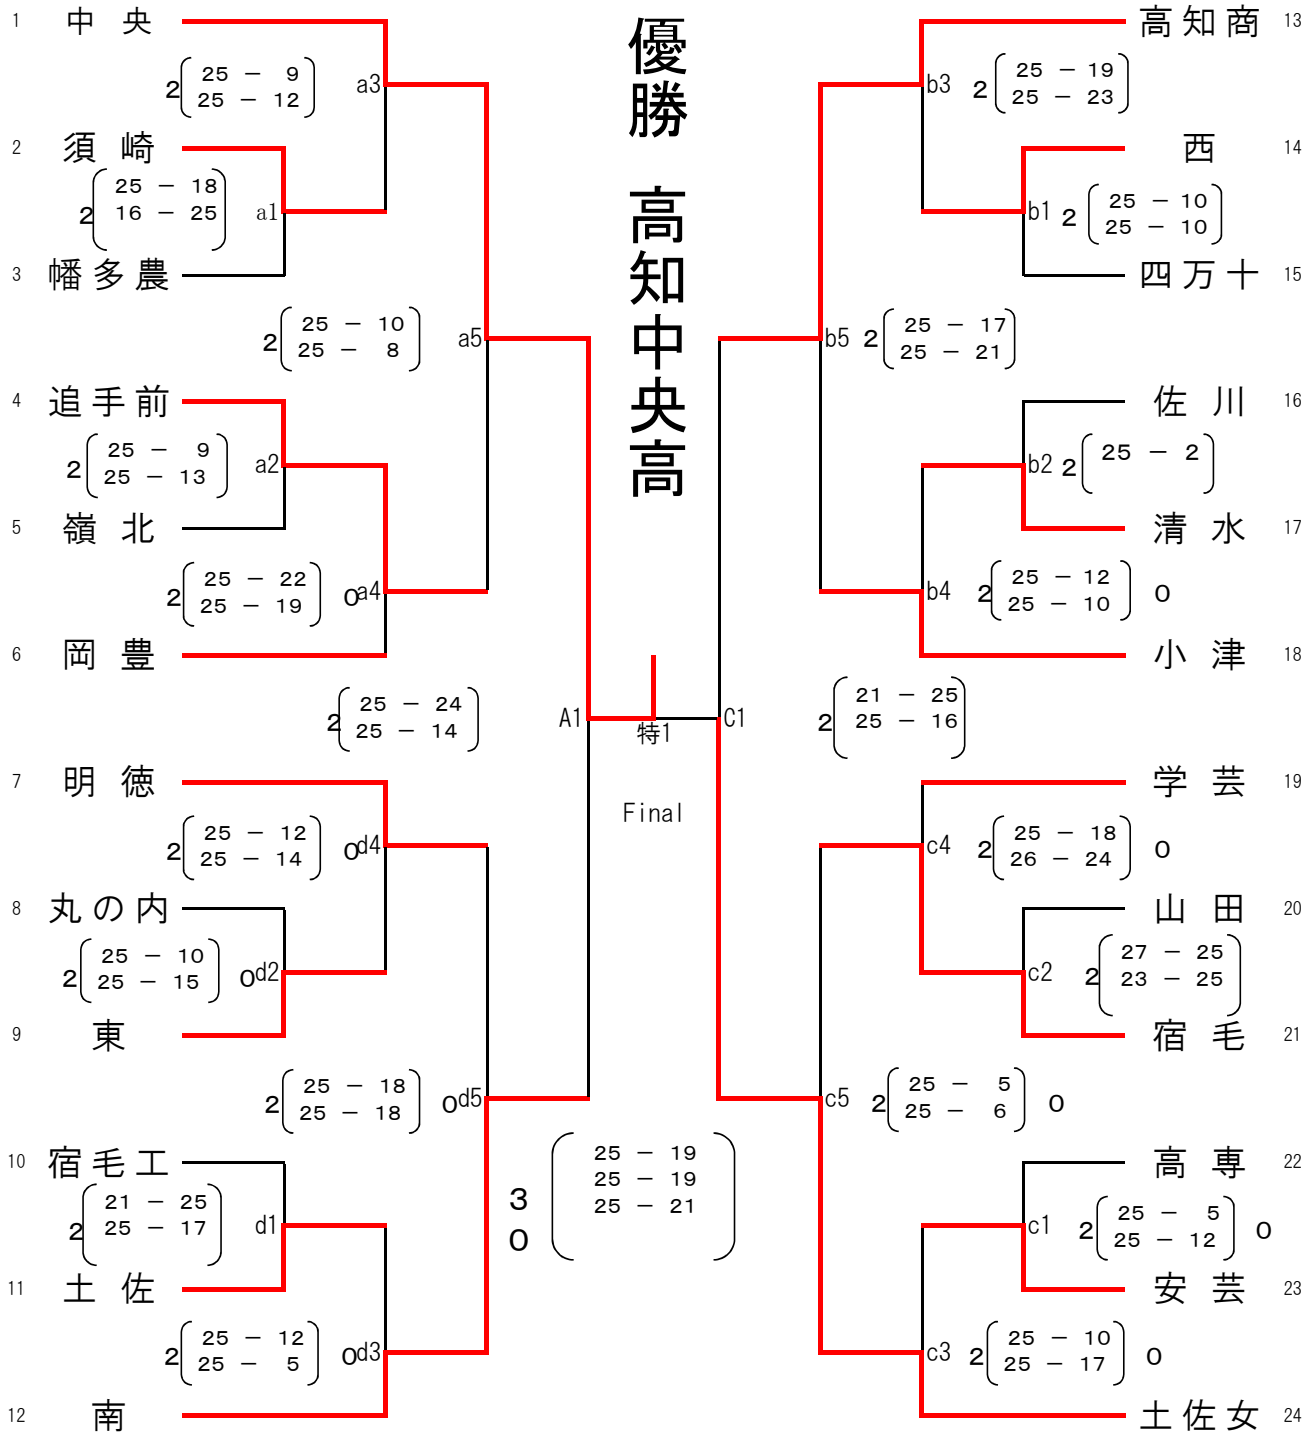 優勝 高知中央高
1 中央
2( 25 － 9
25 － 12 )
a3
2 須崎
2( 25 － 18
16 － 25 )
a1
3 幡多農
2( 25 － 10
25 － 8 )
a5
4 追手前
2( 25 － 9
25 － 13 )
a2
5 嶺北
2( 25 － 22
25 － 19 ) 0
a4
6 岡豊
2( 25 － 24
25 － 14 )
A1
7 明徳
2( 25 － 12
25 － 14 ) 0
d4
8 丸の内
2( 25 － 10
25 － 15 ) 0
d2
9 東
2( 25 － 18
25 － 18 ) 0
d5
10 宿毛工
2( 21 － 25
25 － 17 )
d1
11 土佐
2( 25 － 12
25 － 5 ) 0
d3
12 南
特1
Final
3
0
( 25 － 19
25 － 19
25 － 21 )
高知商 13
b3
2( 25 － 19
25 － 23 )
西 14
b1
2( 25 － 10
25 － 10 )
四万十 15
b5
2( 25 － 17
25 － 21 )
佐川 16
b2
2( 25 － 2 )
清水 17
b4
2( 25 － 12
25 － 10 ) 0
小津 18
C1
2( 21 － 25
25 － 16 )
学芸 19
c4
2( 25 － 18
26 － 24 ) 0
山田 20
c2
2( 27 － 25
23 － 25 )
宿毛 21
c5
2( 25 － 5
25 － 6 ) 0
高専 22
c1
2( 25 － 5
25 － 12 ) 0
安芸 23
c3
2( 25 － 10
25 － 17 ) 0
土佐女 24